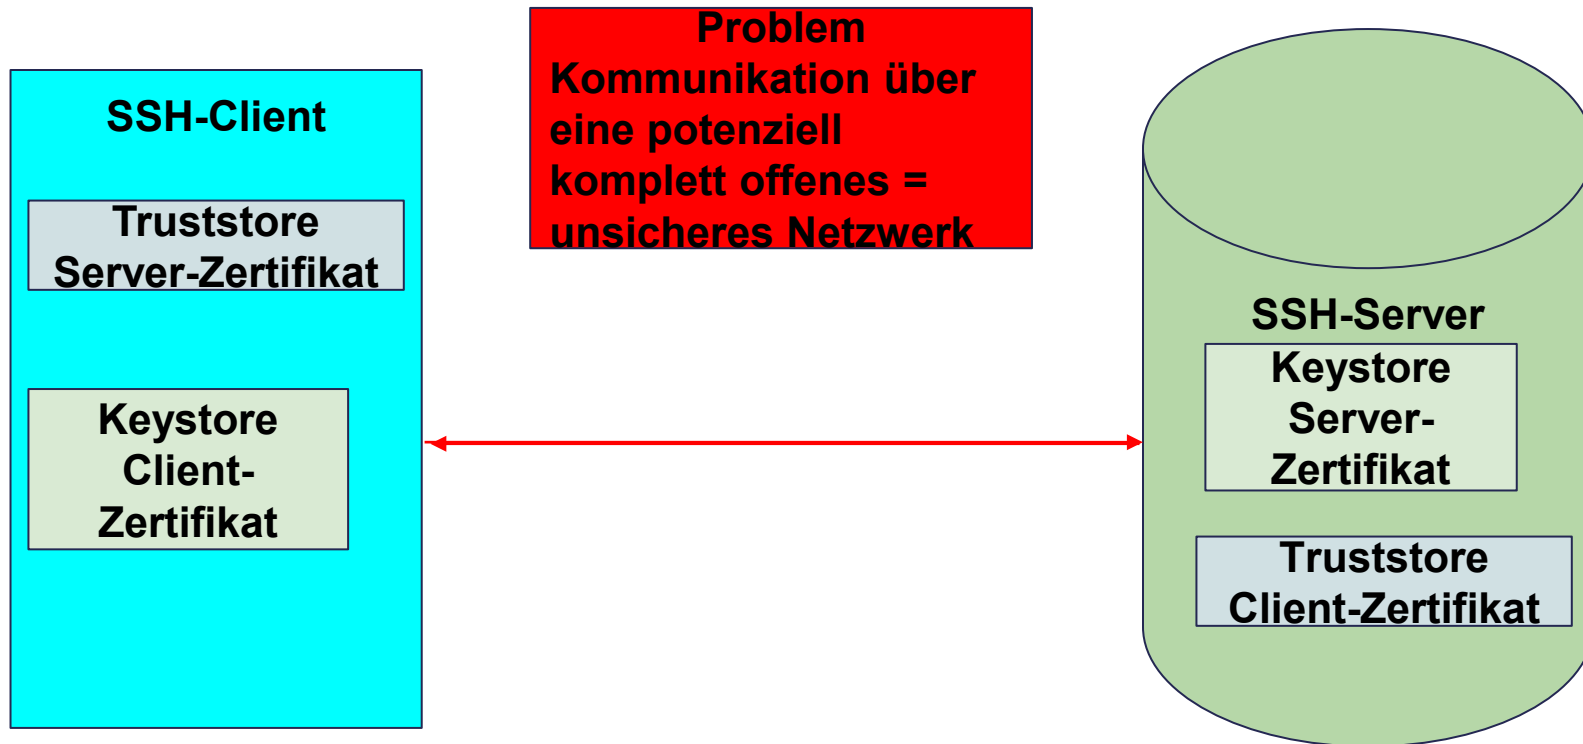 Problem
Kommunikation über
eine potenziell
komplett offenes =
unsicheres Netzwerk
SSH-Client
Truststore
Server-Zertifikat
Keystore
Client-
Zertifikat
SSH-Server
Keystore
Server-
Zertifikat
Truststore
Client-Zertifikat